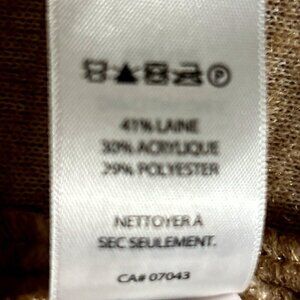 41% LAINE
30% ACRYLIQUE
29% POLYESTER
NETTOYER A
SEC SEULEMENT.
CA# 07043